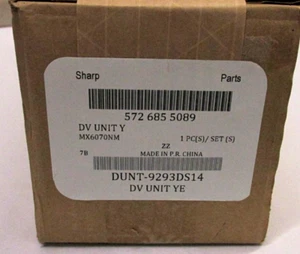 Sharp Parts
572 685 5089
DV UNIT Y
MX6070NM 1 PC(S)/ SET (S)
ZZ
7B MADE IN P.R. CHINA
DUNT-9293DS14
DV UNIT YE